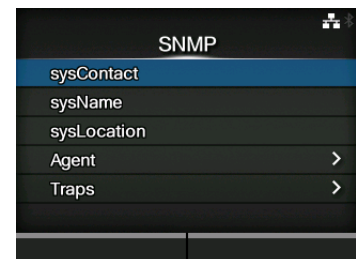 SNMP
sysContact
sysName
sysLocation
Agent
Traps